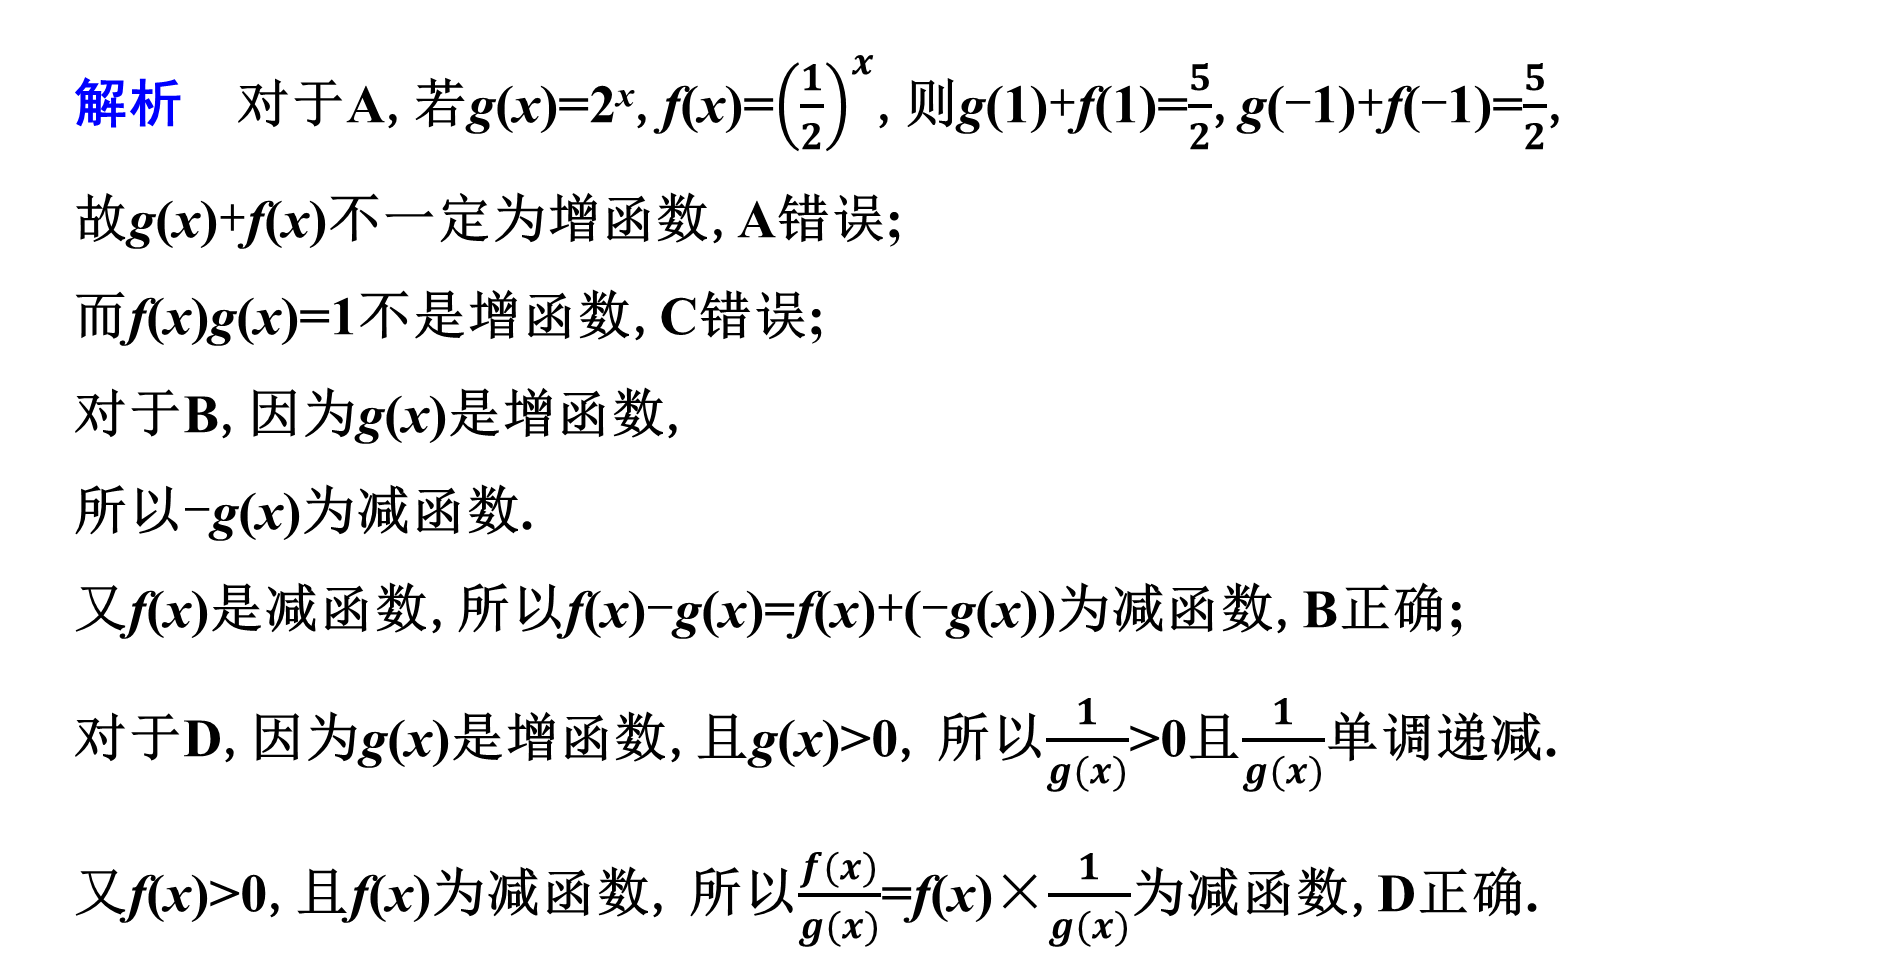 解析 对于A,若g(x)=2^x,f(x)=(1/2)^x,则g(1)+f(1)=5/2,g(−1)+f(−1)=5/2,
故g(x)+f(x)不一定为增函数,A错误;
而f(x)g(x)=1不是增函数,C错误;
对于B,因为g(x)是增函数,
所以−g(x)为减函数.
又f(x)是减函数,所以f(x)−g(x)=f(x)+(−g(x))为减函数,B正确;
对于D,因为g(x)是增函数,且g(x)>0, 所以1/g(x)>0且1/g(x)单调递减.
又f(x)>0,且f(x)为减函数, 所以f(x)/g(x)=f(x)×1/g(x)为减函数,D正确.